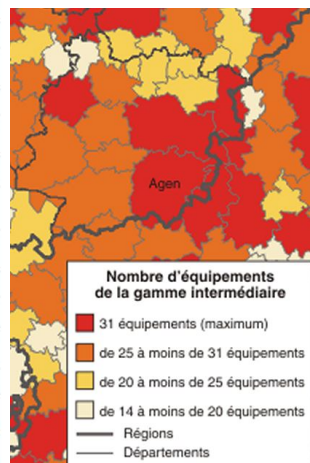 Agen
Nombre d'équipements
de la gamme intermédiaire
31 équipements (maximum)
de 25 à moins de 31 équipements
de 20 à moins de 25 équipements
de 14 à moins de 20 équipements
Régions
Départements